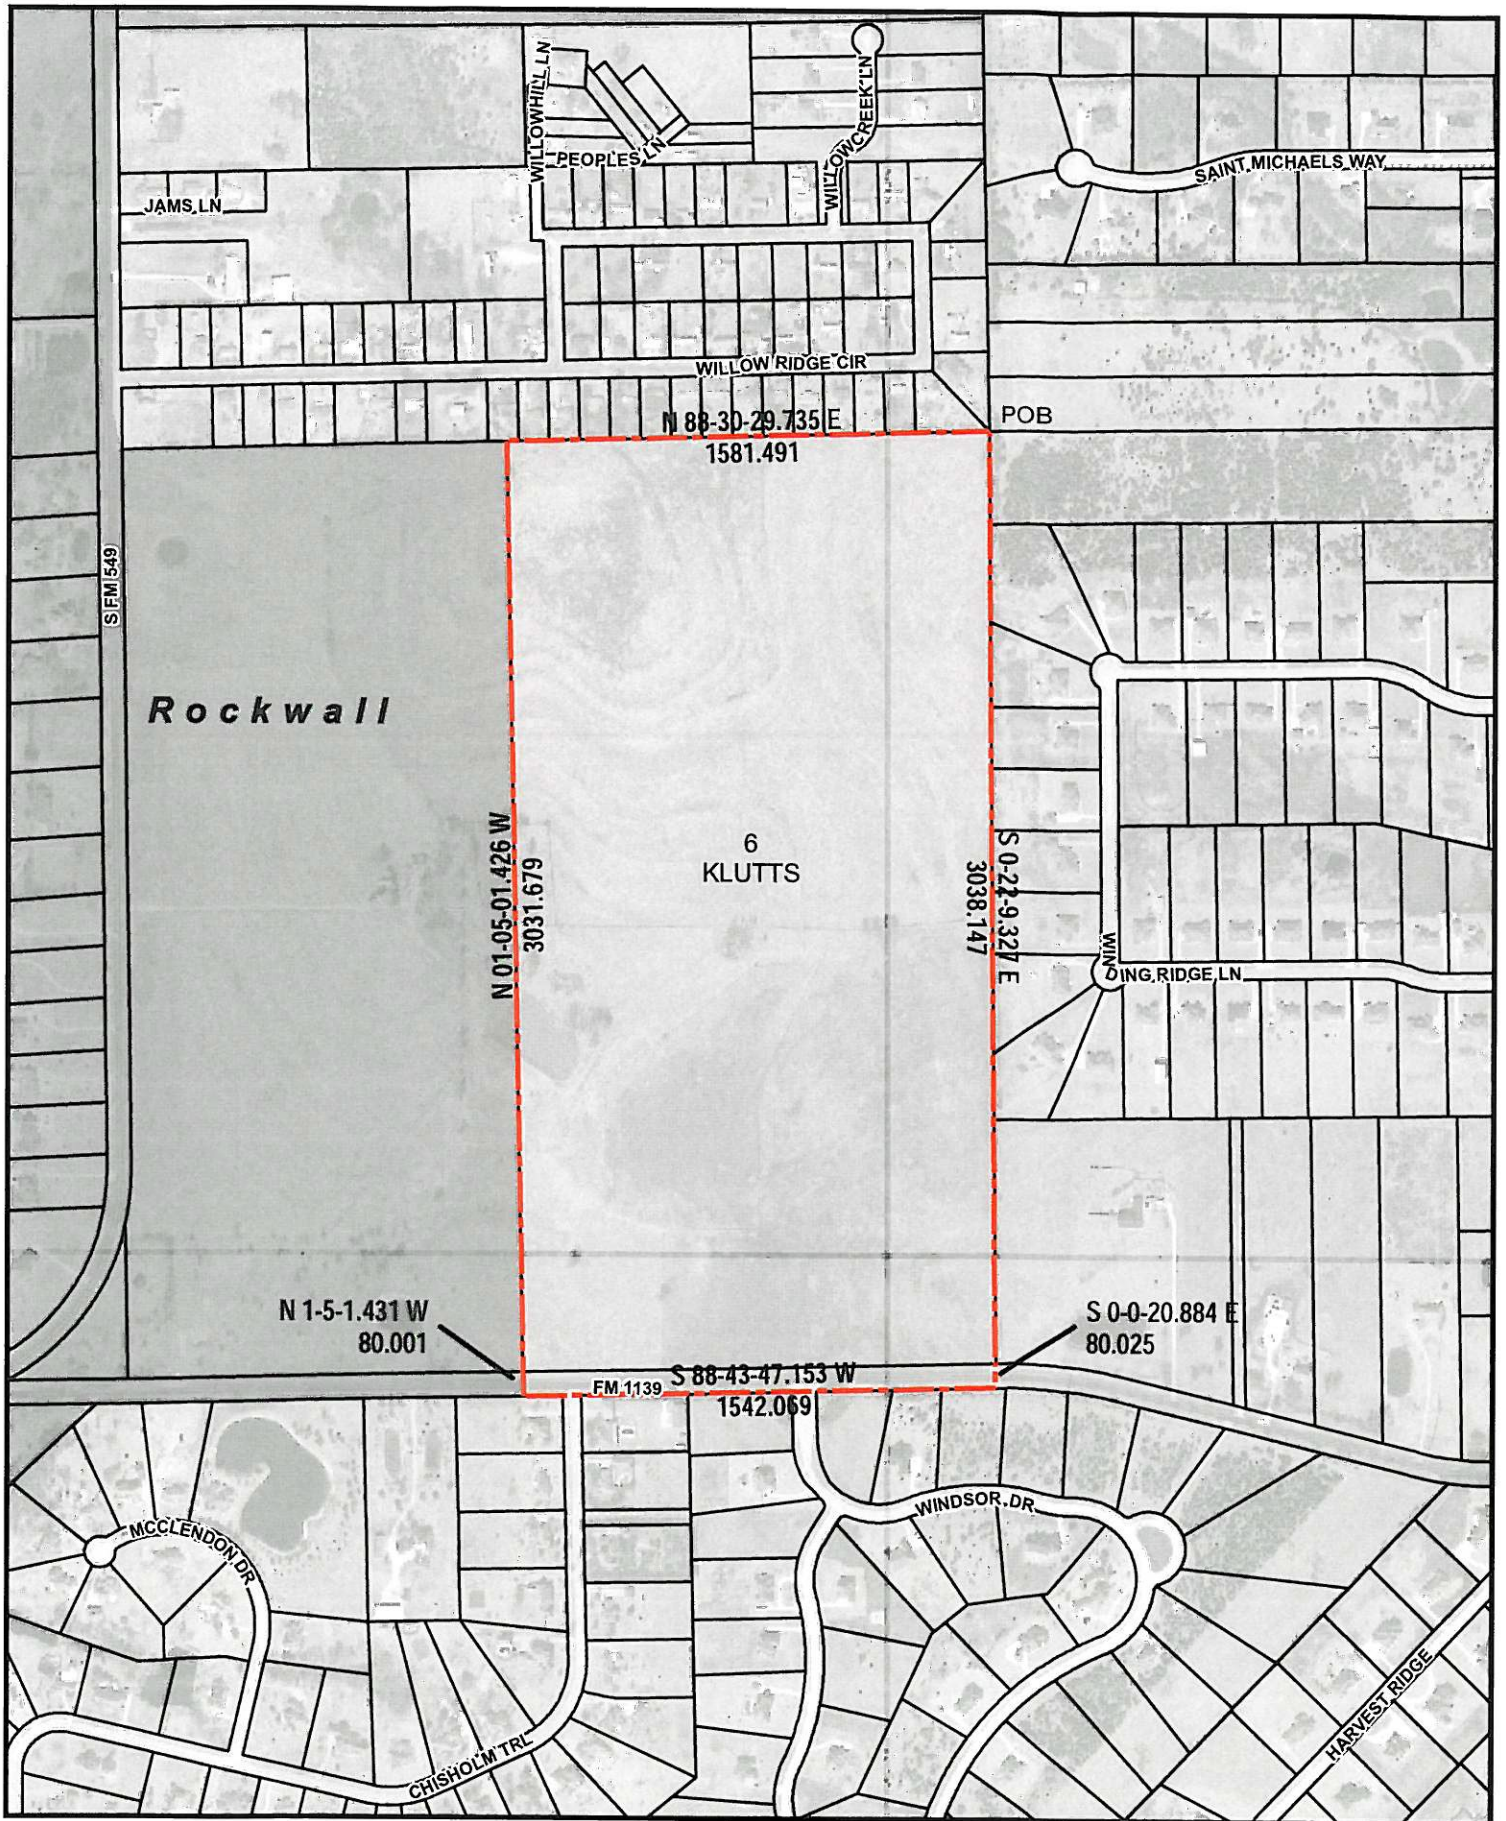 WILLOWHILL LN
PEOPLES LN
WILLOWCREEK LN
SAINT MICHAELS WAY
JAMS LN
WILLOW RIDGE CIR
N 88-30-29.735 E
1581.491
POB
S FM 549
Rockwall
6
KLUTTS
N 01-05-01.426 W
3031.679
3038.147
S 0-22-9.327 E
WINDING RIDGE LN
N 1-5-1.431 W
80.001
S 0-0-20.884 E
80.025
S 88-43-47.153 W
FM 1139
1542.069
WINDSOR DR
MCCLENDON DR
CHISHOLM TRL
HARVEST RIDGE